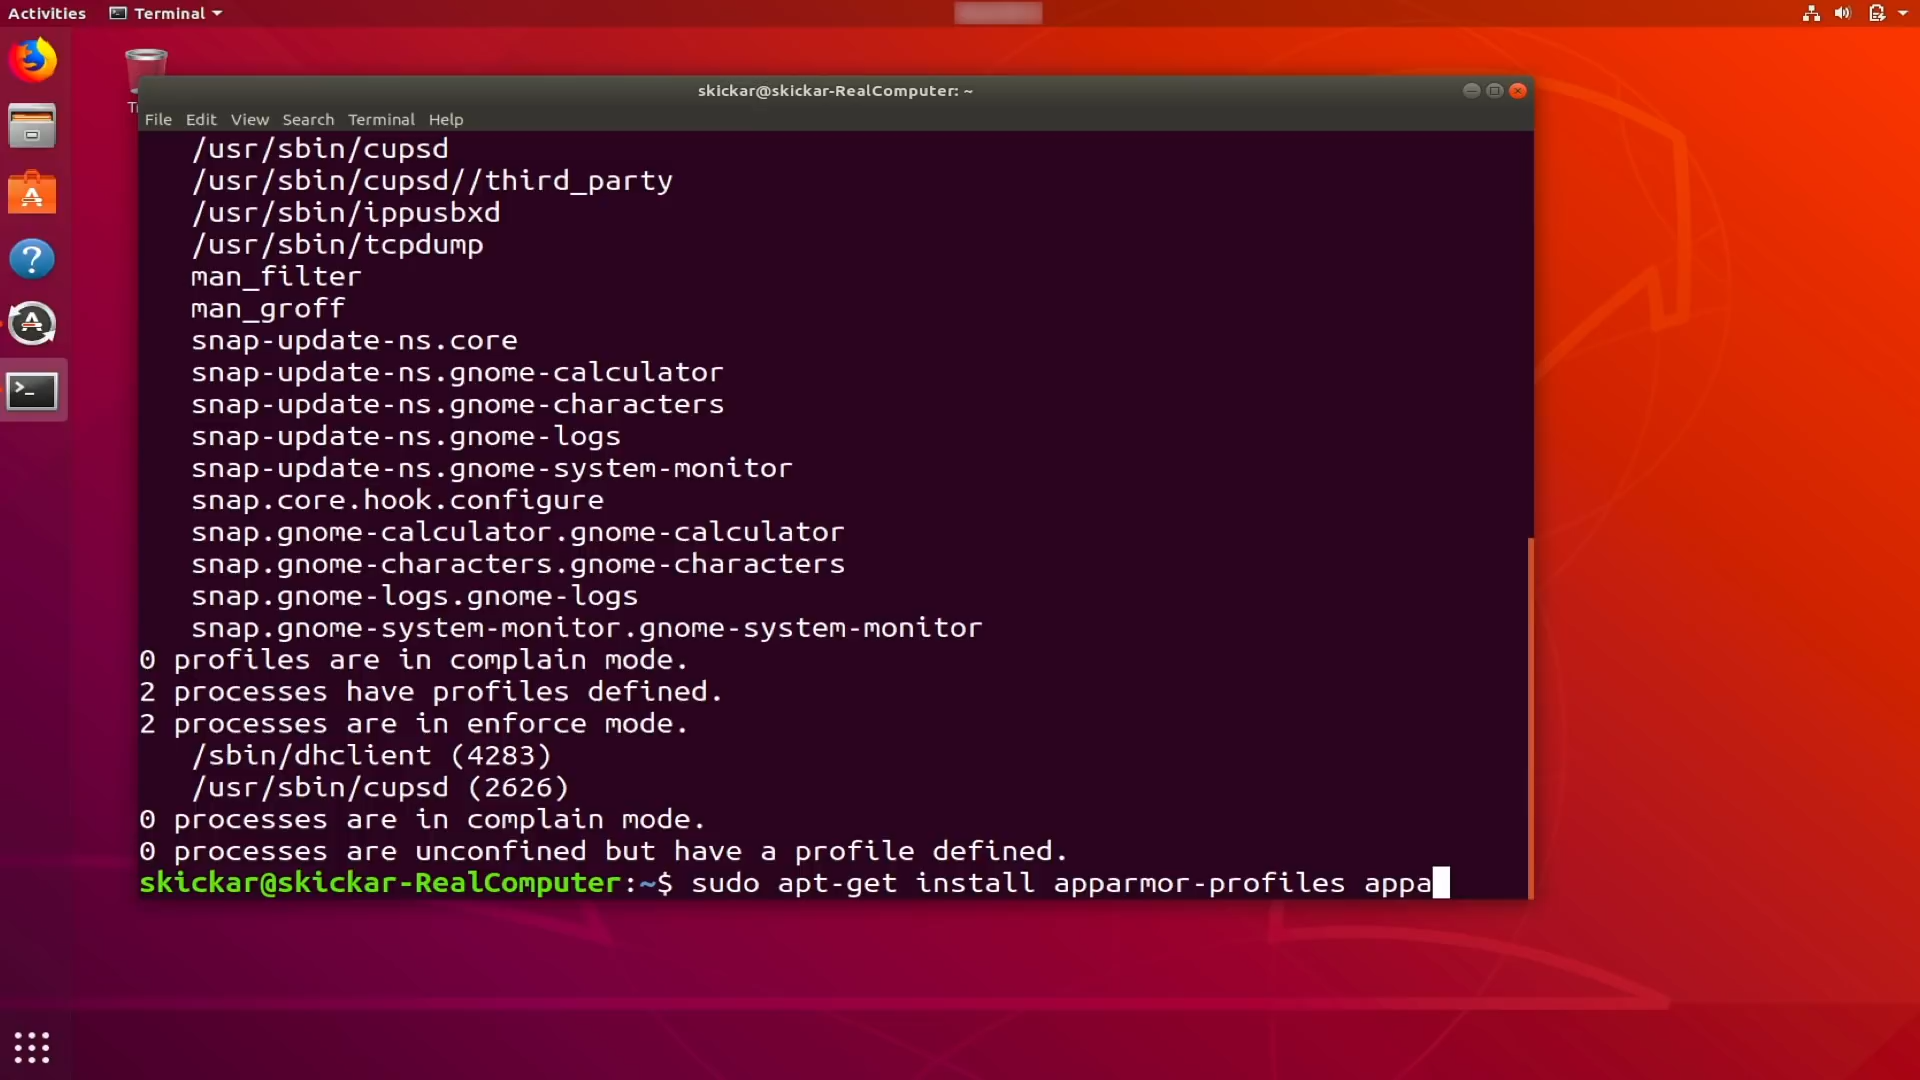 Activities Terminal
skickar@skickar-RealComputer: ~
File Edit View Search Terminal Help
/usr/sbin/cupsd
/usr/sbin/cupsd//third_party
/usr/sbin/ippusbxd
/usr/sbin/tcpdump
man_filter
man_groff
snap-update-ns.core
snap-update-ns.gnome-calculator
snap-update-ns.gnome-characters
snap-update-ns.gnome-logs
snap-update-ns.gnome-system-monitor
snap.core.hook.configure
snap.gnome-calculator.gnome-calculator
snap.gnome-characters.gnome-characters
snap.gnome-logs.gnome-logs
snap.gnome-system-monitor.gnome-system-monitor
0 profiles are in complain mode.
2 processes have profiles defined.
2 processes are in enforce mode.
/sbin/dhclient (4283)
/usr/sbin/cupsd (2626)
0 processes are in complain mode.
0 processes are unconfined but have a profile defined.
skickar@skickar-RealComputer:~$ sudo apt-get install apparmor-profiles appa